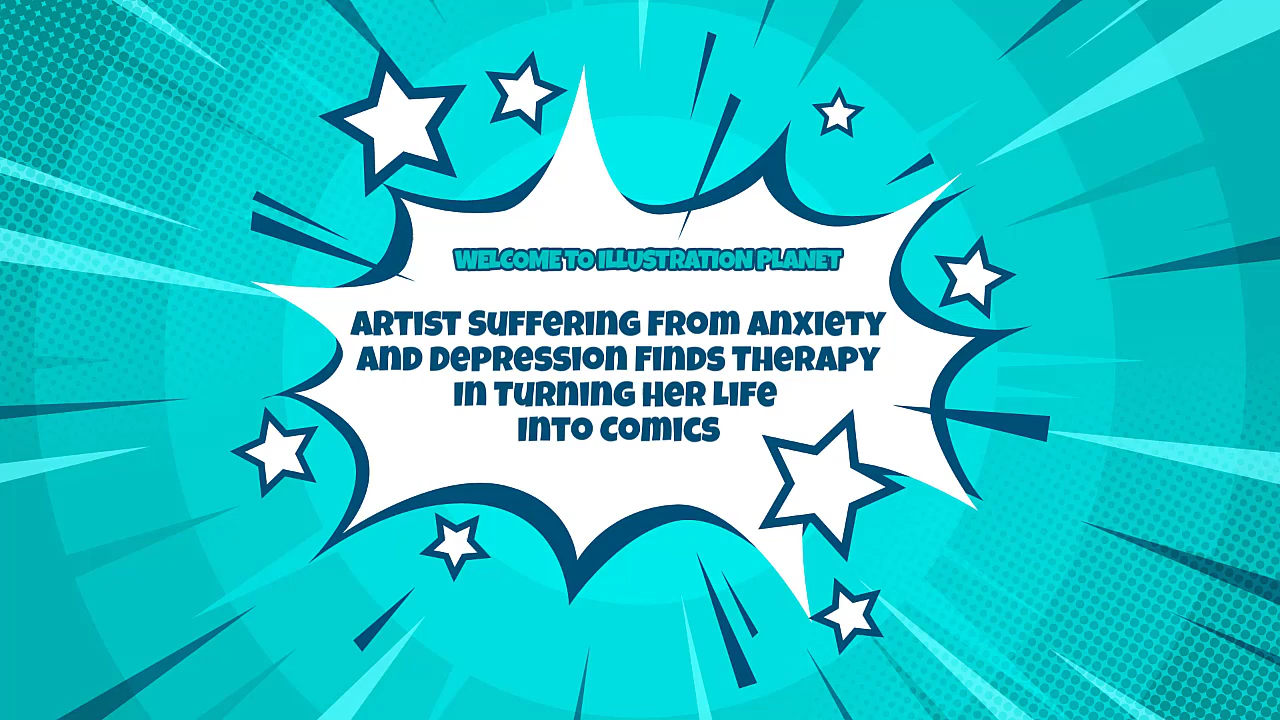 WELCOME TO ILLUSTRATION PLANET
ARTIST SUFFERING FROM ANXIETY
AND DEPRESSION FINDS THERAPY
IN TURNING HER LIFE
INTO COMICS